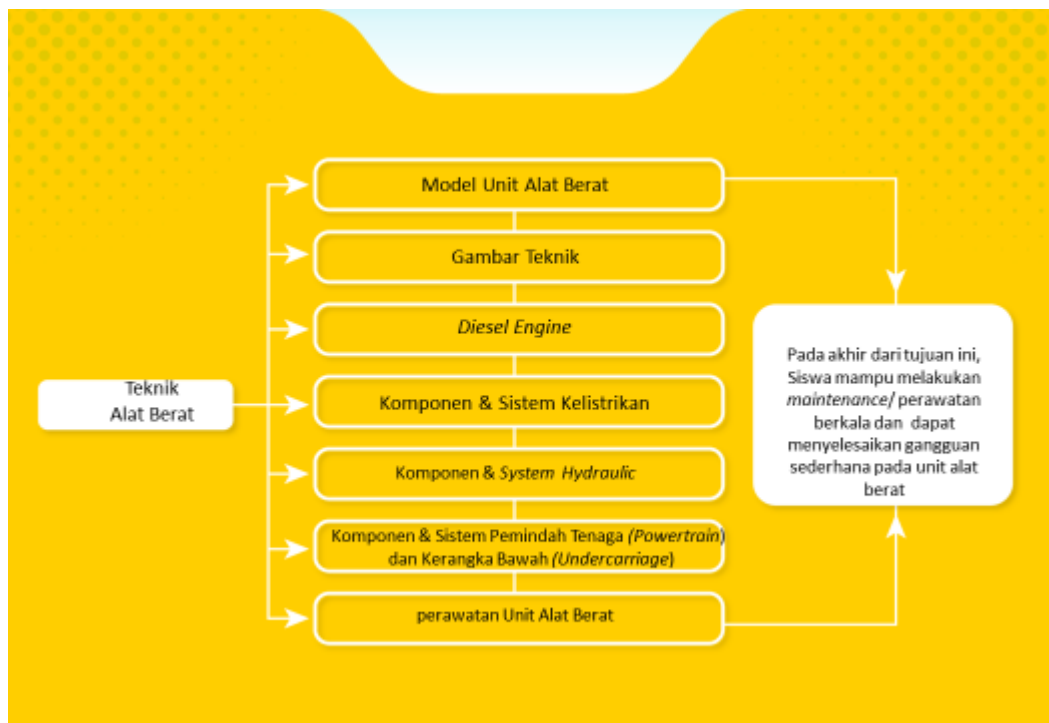 Model Unit Alat Berat
Gambar Teknik
Diesel Engine
Teknik
Alat Berat
Komponen & Sistem Kelistrikan
Komponen & System Hydraulic
Komponen & Sistem Pemindah Tenaga (Powertrain)
dan Kerangka Bawah (Undercarriage)
perawatan Unit Alat Berat
Pada akhir dari tujuan ini,
Siswa mampu melakukan
maintenance/ perawatan
berkala dan dapat
menyelesaikan gangguan
sederhana pada unit alat
berat